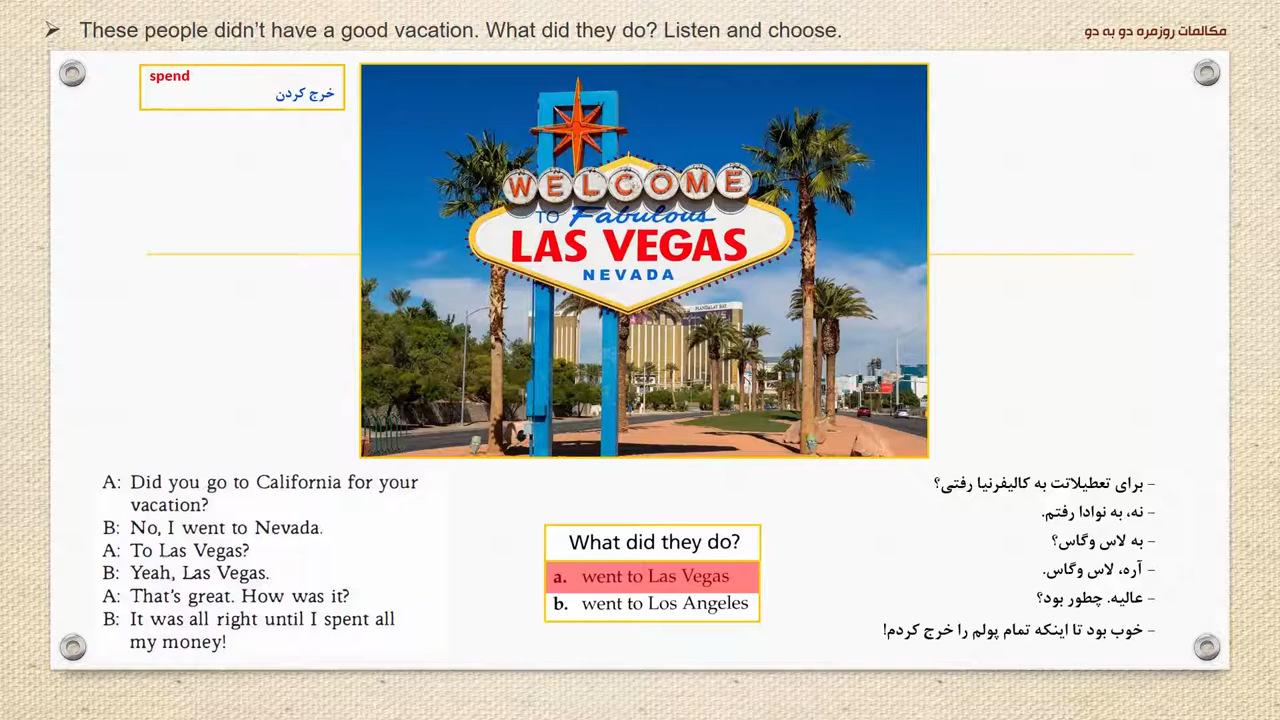 These people didn't have a good vacation. What did they do? Listen and choose.
مکالمات روزمره دو به دو
spend
خرج کردن
WELCOME
TO Fabulous
LAS VEGAS
NEVADA
MANDALAY BAY
A: Did you go to California for your
vacation?
B: No, I went to Nevada.
A: To Las Vegas?
B: Yeah, Las Vegas.
A: That's great. How was it?
B: It was all right until I spent all
my money!
What did they do?
a. went to Las Vegas
b. went to Los Angeles
– برای تعطیلاتت به کالیفرنیا رفتی؟
– نه، به نوادا رفتم.
– به لاس وگاس؟
– آره، لاس وگاس.
– عالیه. چطور بود؟
– خوب بود تا اینکه تمام پولم را خرج کردم!